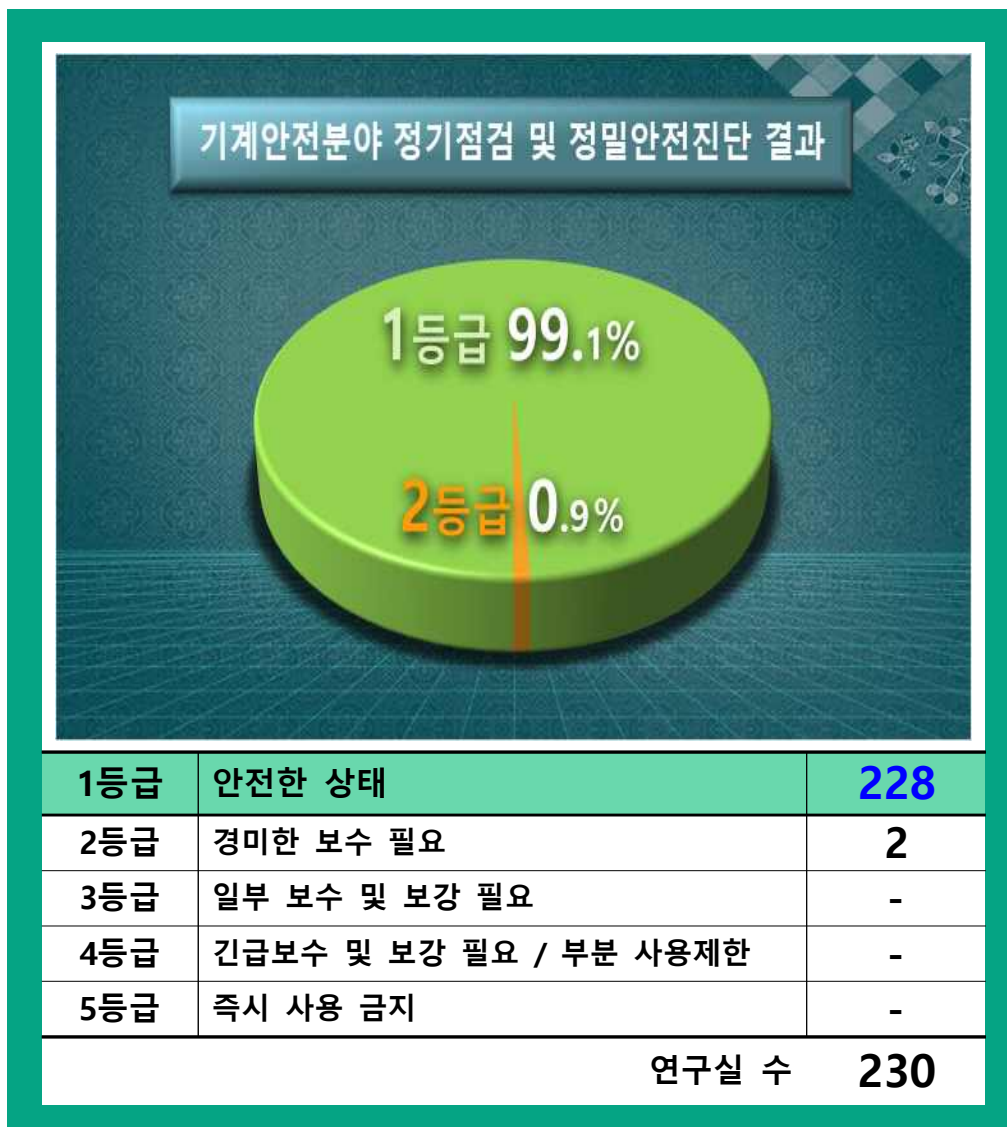 기계안전분야 정기점검 및 정밀안전진단 결과
1등급 99.1%
2등급 0.9%
1등급 안전한 상태 228
2등급 경미한 보수 필요 2
3등급 일부 보수 및 보강 필요 -
4등급 긴급보수 및 보강 필요 / 부분 사용제한 -
5등급 즉시 사용 금지 -
연구실 수 230